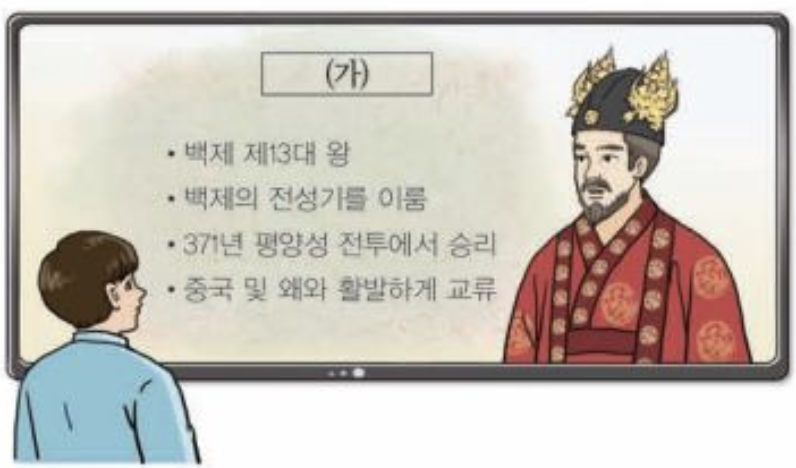 (가)
• 백제 제13대 왕
• 백제의 전성기를 이룸
• 371년 평양성 전투에서 승리
• 중국 및 왜와 활발하게 교류